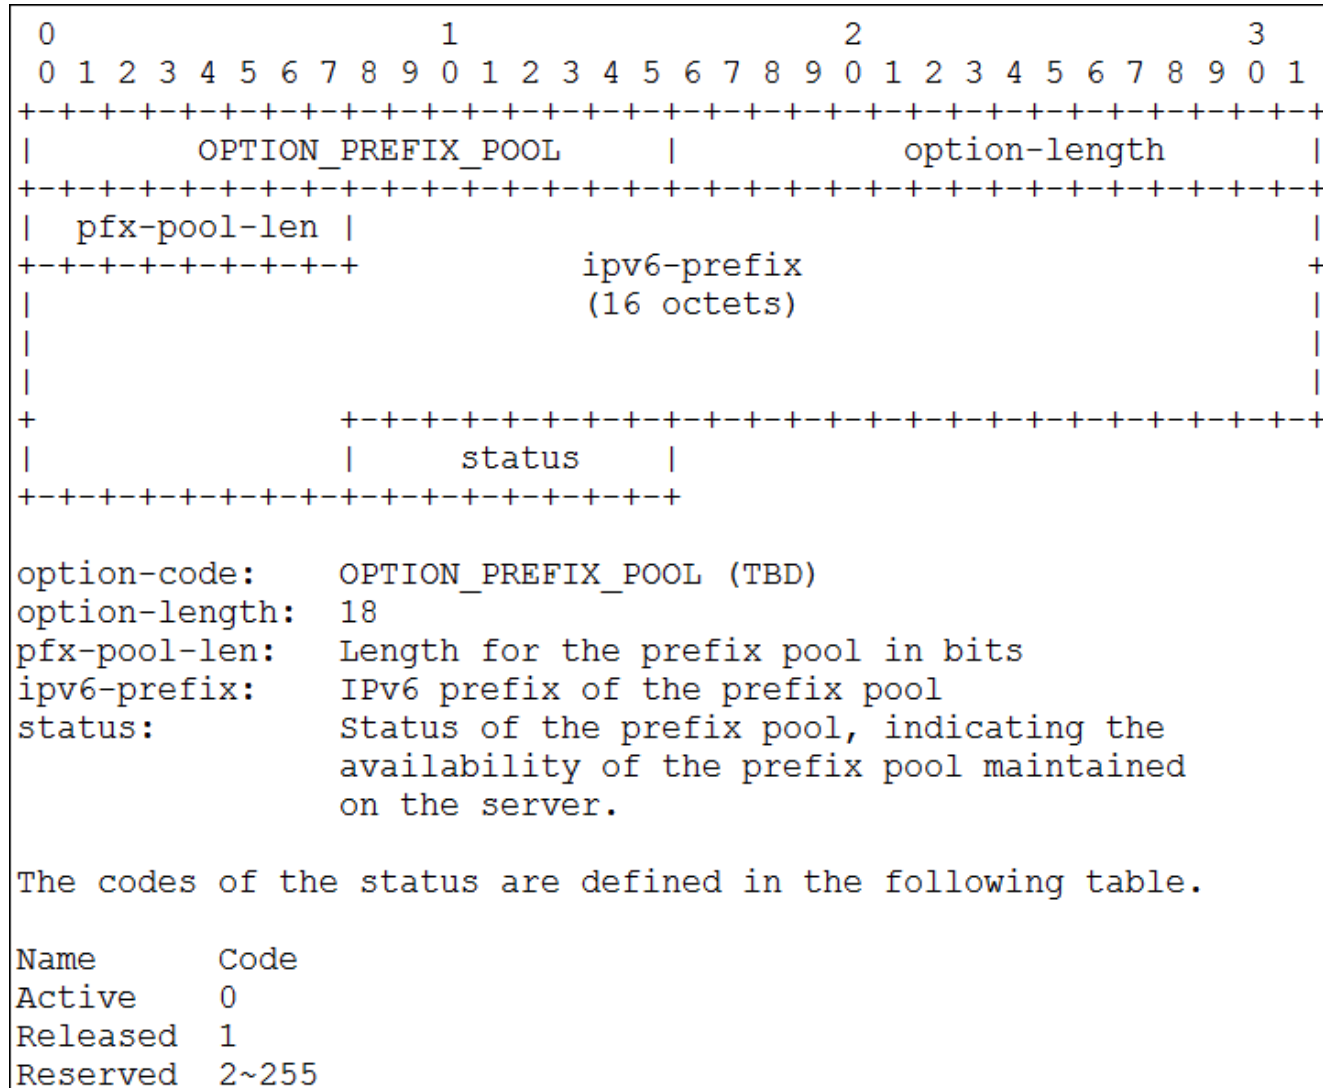 0                   1                   2                   3
 0 1 2 3 4 5 6 7 8 9 0 1 2 3 4 5 6 7 8 9 0 1 2 3 4 5 6 7 8 9 0 1
+-+-+-+-+-+-+-+-+-+-+-+-+-+-+-+-+-+-+-+-+-+-+-+-+-+-+-+-+-+-+-+-+
|        OPTION_PREFIX_POOL     |           option-length       |
+-+-+-+-+-+-+-+-+-+-+-+-+-+-+-+-+-+-+-+-+-+-+-+-+-+-+-+-+-+-+-+-+
|  pfx-pool-len |                                               |
+-+-+-+-+-+-+-+-+           ipv6-prefix                         +
|                           (16 octets)                         |
|                                                               |
|                                                               |
+               +-+-+-+-+-+-+-+-+-+-+-+-+-+-+-+-+-+-+-+-+-+-+-+-+
|               |     status    |
+-+-+-+-+-+-+-+-+-+-+-+-+-+-+-+-+

option-code:    OPTION_PREFIX_POOL (TBD)
option-length:  18
pfx-pool-len:   Length for the prefix pool in bits
ipv6-prefix:    IPv6 prefix of the prefix pool
status:         Status of the prefix pool, indicating the
                availability of the prefix pool maintained
                on the server.

The codes of the status are defined in the following table.

Name      Code
Active    0
Released  1
Reserved  2~255